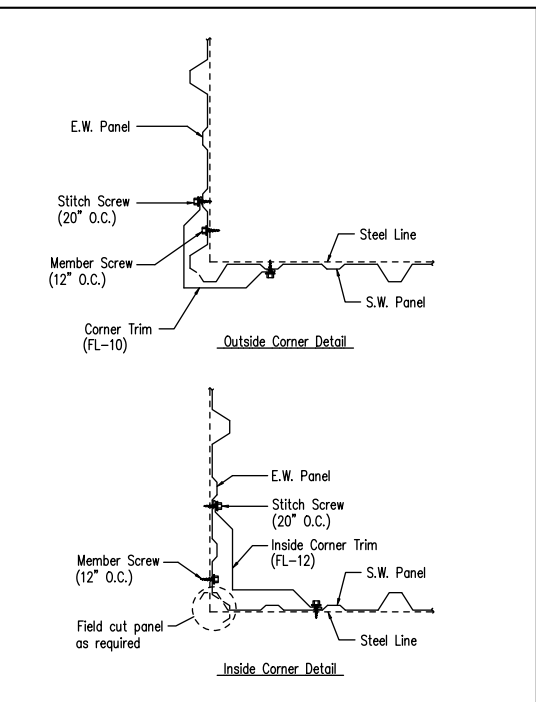 E.W. Panel
Stitch Screw
(20" O.C.)
Steel Line
Member Screw
(12" O.C.)
S.W. Panel
Corner Trim
(FL-10)
Outside Corner Detail
E.W. Panel
Stitch Screw
(20" O.C.)
Inside Corner Trim
(FL-12)
Member Screw
(12" O.C.)
S.W. Panel
Field cut panel
as required
Steel Line
Inside Corner Detail